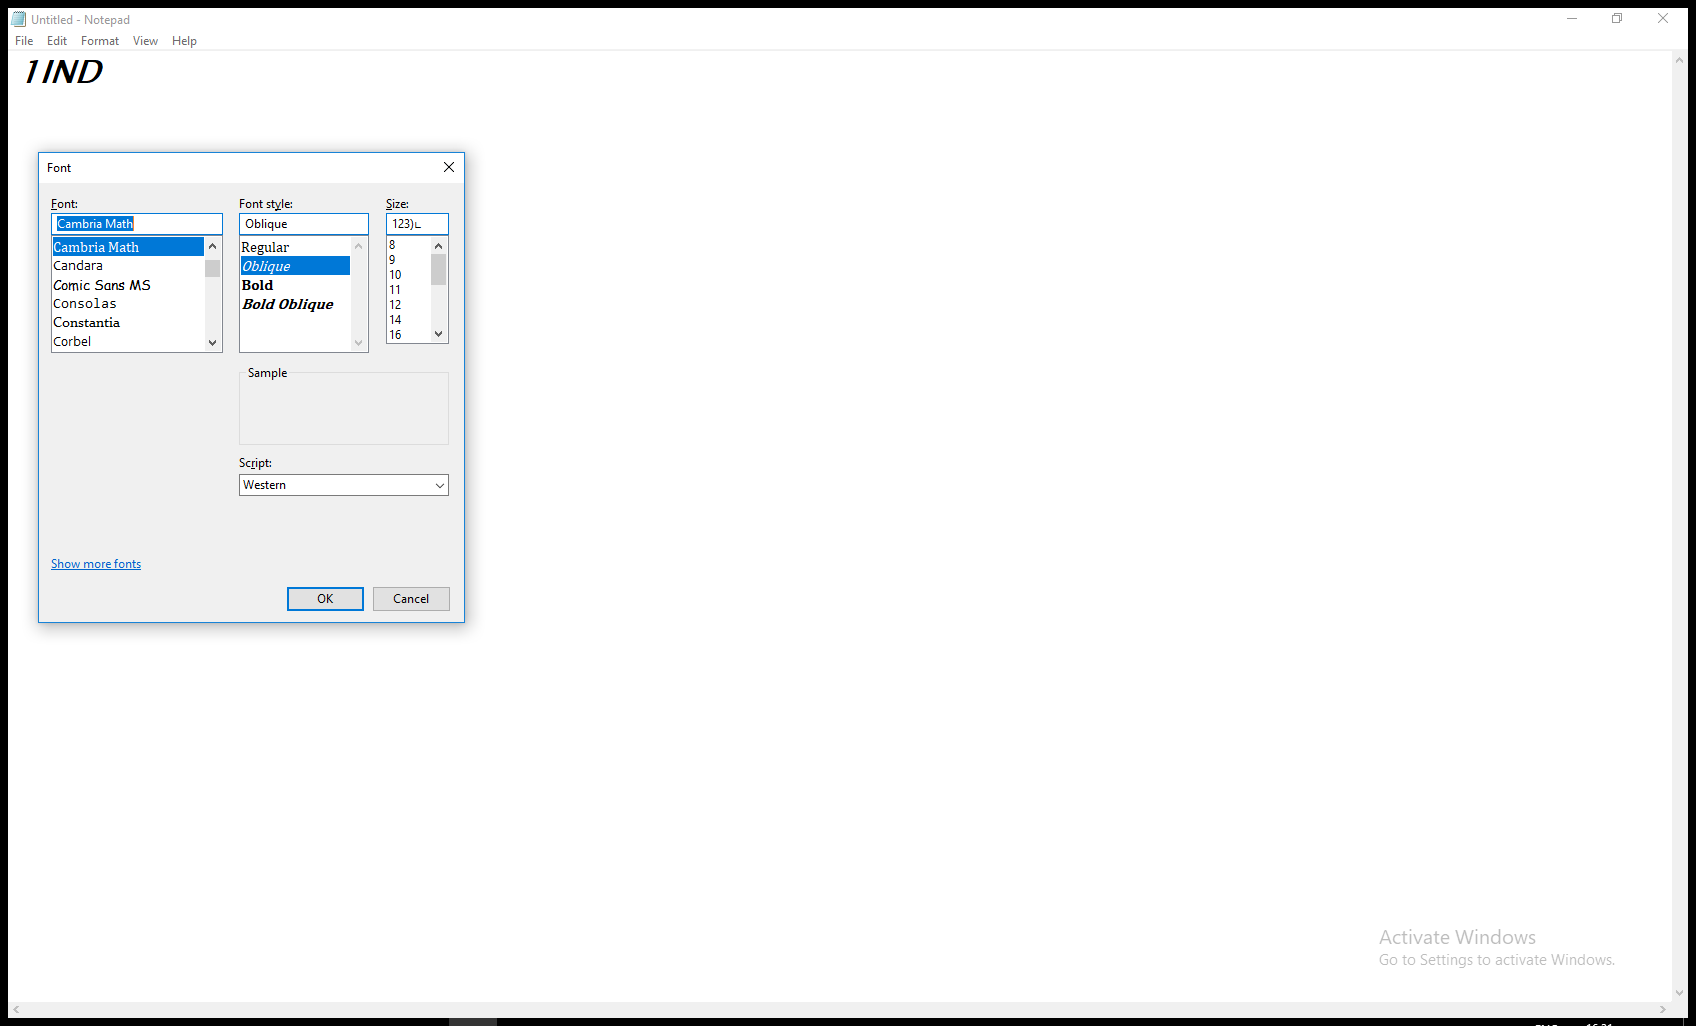 Untitled - Notepad
File Edit Format View Help
1IND
Font
Font: Font style: Size:
Cambria Math Oblique
Cambria Math Regular 8
Candara Oblique 9
Comic Sans MS Bold 10
Consolas Bold Oblique 11
Constantia 12
Corbel 14
16
Sample
Script:
Western
Show more fonts
OK Cancel
Activate Windows
Go to Settings to activate Windows.